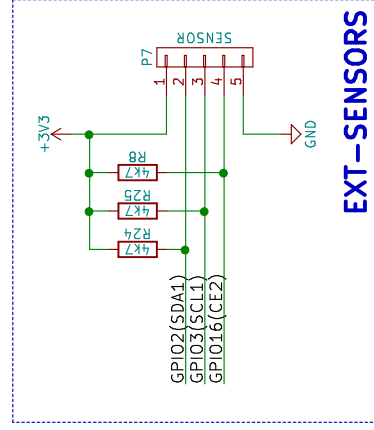 SENSOR
P7
1
2
3
4
5
+3V3
GND
R8
4k7
R25
4k7
R24
4k7
GPIO2(SDA1)
GPIO3(SCL1)
GPIO16(CE2)
EXT-SENSORS